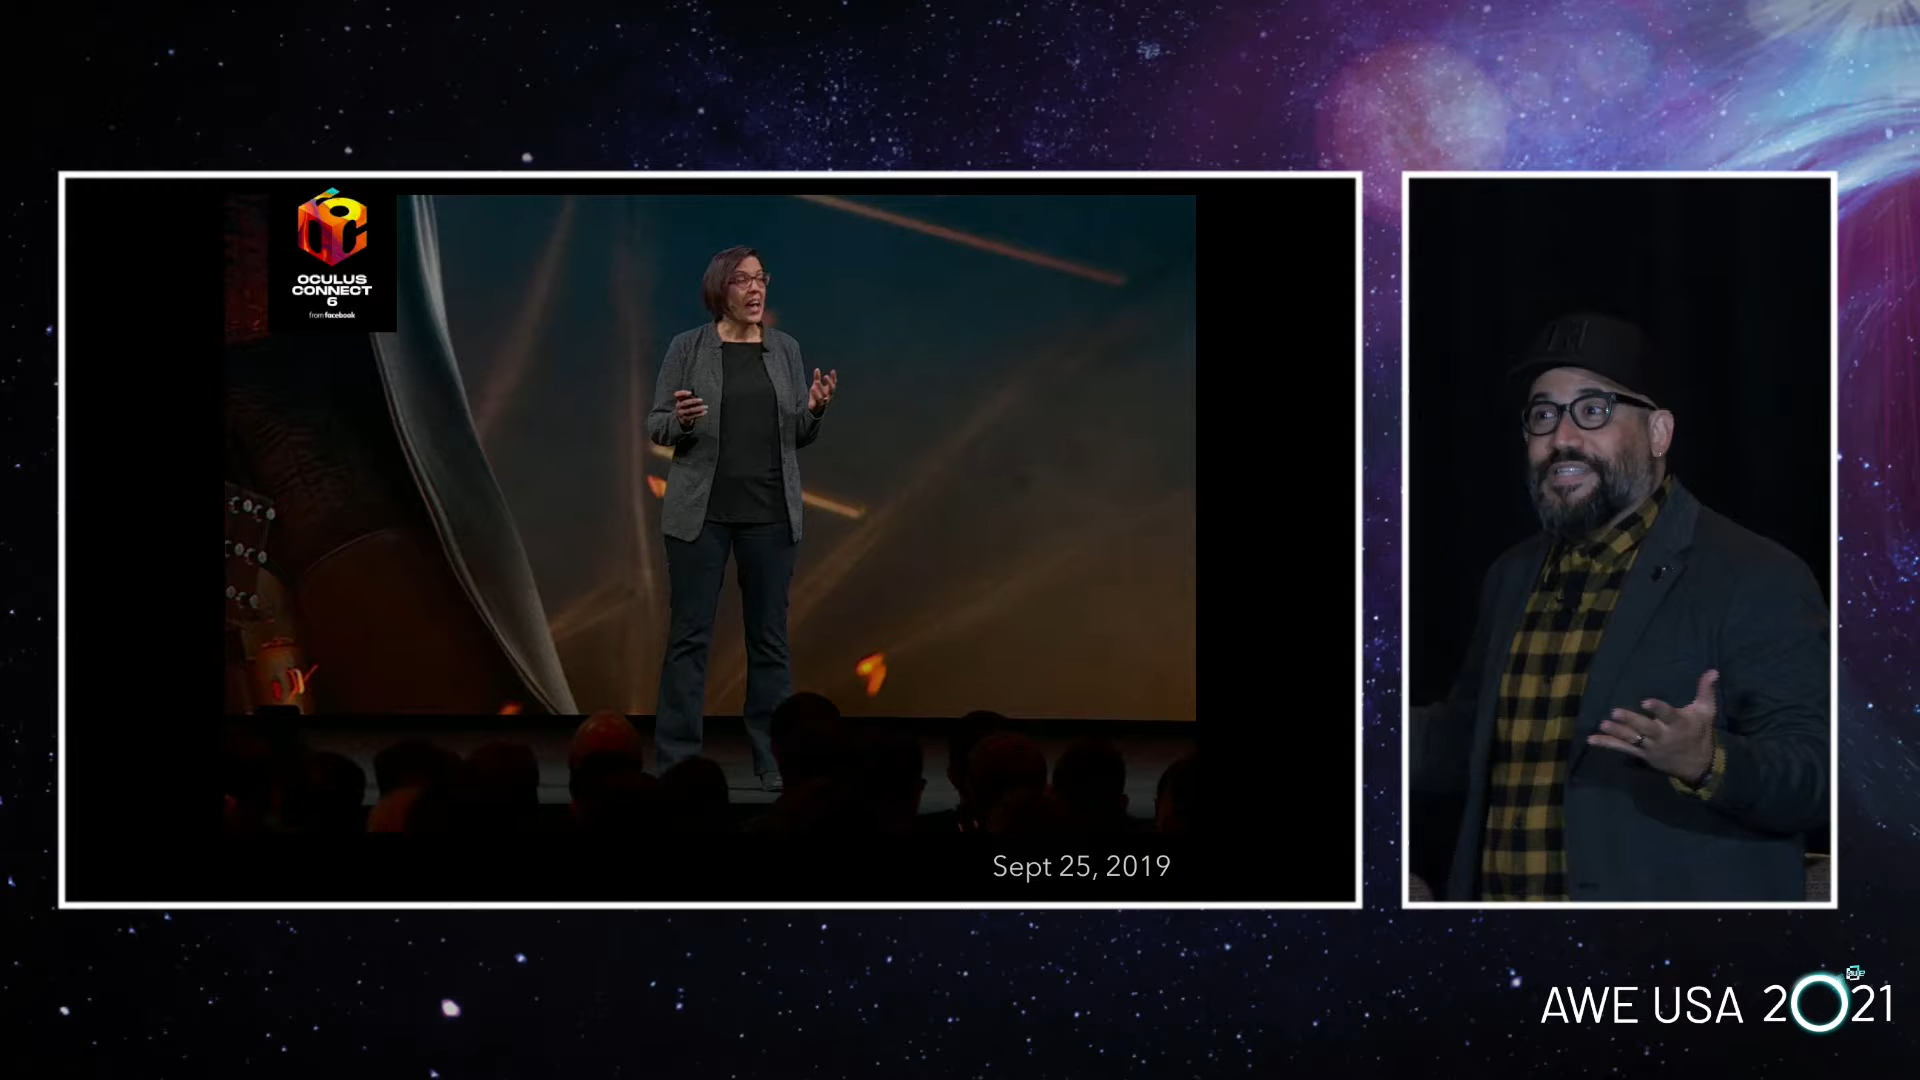 OCULUS
CONNECT
6
from facebook
Sept 25, 2019
AWE USA 2021